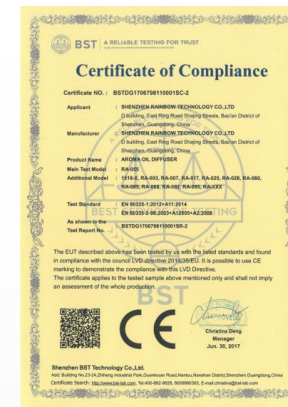 BST A RELIABLE TESTING FOR TRUST
Certificate of Compliance
Certificate NO. : BSTDG1706798110001SC-2
Applicant : SHENZHEN RAINBOW TECHNOLOGY CO.,LTD
D building, East Ring Road Shajing Streets, Bao'an District of
Shenzhen, Guangdong, China
Manufacturer : SHENZHEN RAINBOW TECHNOLOGY CO.,LTD
D building, East Ring Road Shajing Streets, Bao'an District of
Shenzhen, Guangdong, China
Product Name : AROMA OIL DIFFUSER
Main Test Model : RA-055
Additional Model : 1518-X, RA-003, RA-007, RA-017, RA-025, RA-028, RA-060,
RA-085, RA-088, RA-092, RA-095, RA-XXX
Test Standard : EN 60335-1:2012+A11:2014
EN 60335-2-98:2003+A1:2005+A2:2008
As shown in the
Test Report No. : BSTDG1706798110001SR-2
The EUT described above has been tested by us with the listed standards and found
in compliance with the council LVD directive 2014/35/EU. It is possible to use CE
marking to demonstrate the compliance with this LVD Directive.
The certificate applies to the tested sample above mentioned only and shall not imply
an assessment of the whole production.
BST
CE
Christina Deng
Manager
Jun. 30, 2017
Shenzhen BST Technology Co.,Ltd.